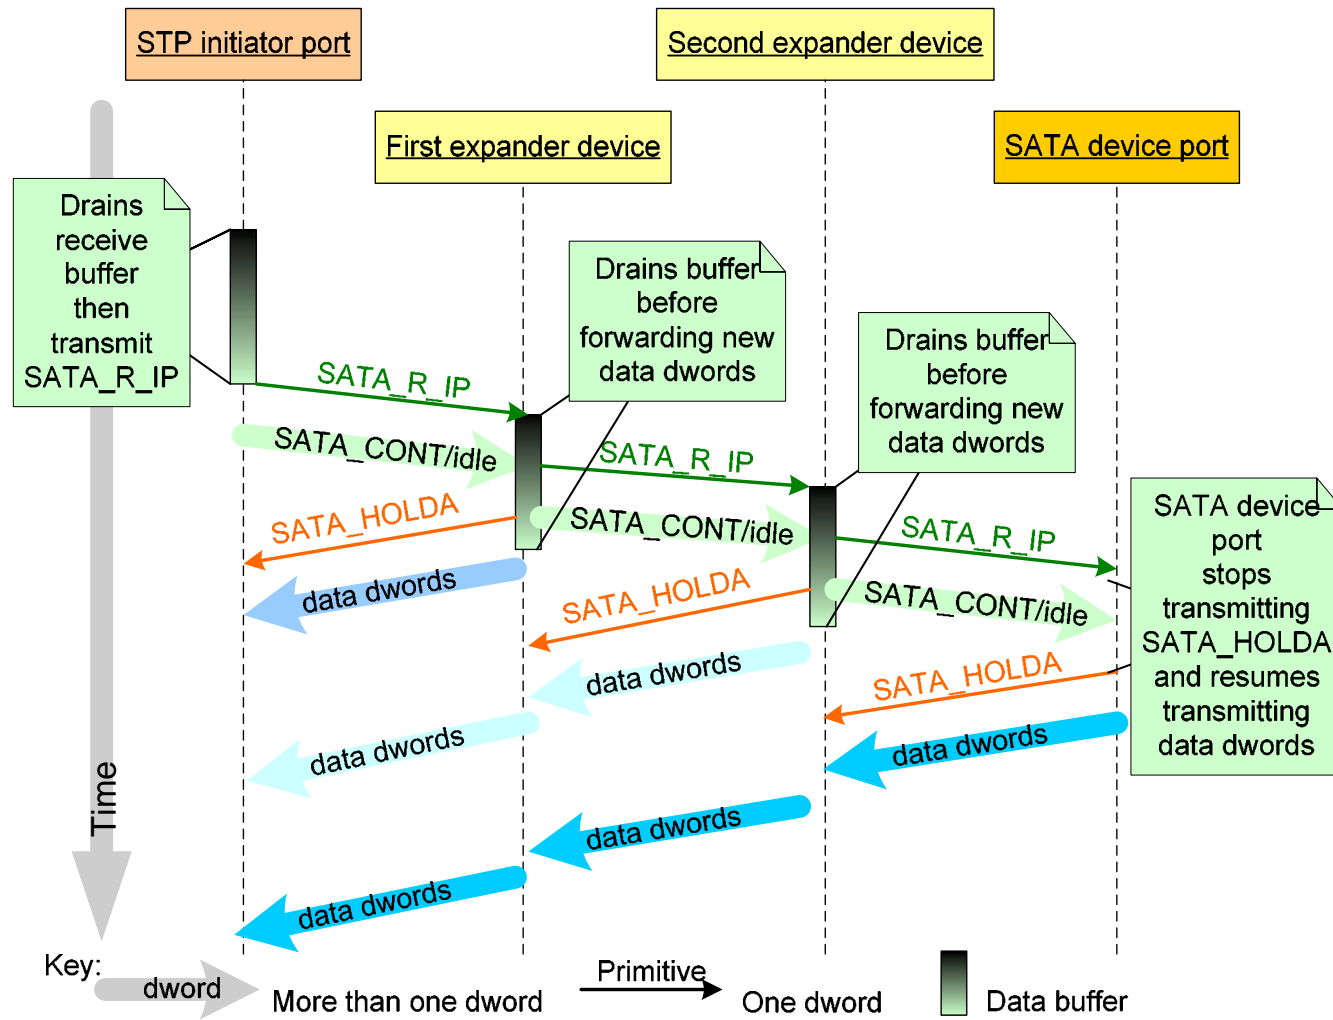 STP initiator port
Second expander device
First expander device
SATA device port
Drains
receive
buffer
then
transmit
SATA_R_IP
Drains buffer
before
forwarding new
data dwords
Drains buffer
before
forwarding new
data dwords
SATA_R_IP
SATA_CONT/idle
SATA_R_IP
SATA_HOLDA
SATA_CONT/idle
SATA_R_IP
data dwords
SATA_HOLDA
SATA_CONT/idle
SATA device
port
stops
transmitting
SATA_HOLDA
and resumes
transmitting
data dwords
data dwords
SATA_HOLDA
data dwords
data dwords
data dwords
data dwords
Time
Key:
dword
More than one dword
Primitive
One dword
Data buffer